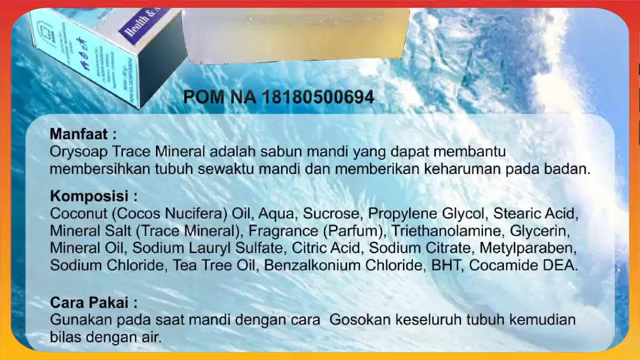 Health &
POM NA 18180500694
Manfaat :
Orysoap Trace Mineral adalah sabun mandi yang dapat membantu
membersihkan tubuh sewaktu mandi dan memberikan keharuman pada badan.
Komposisi :
Coconut (Cocos Nucifera) Oil, Aqua, Sucrose, Propylene Glycol, Stearic Acid,
Mineral Salt (Trace Mineral), Fragrance (Parfum), Triethanolamine, Glycerin,
Mineral Oil, Sodium Lauryl Sulfate, Citric Acid, Sodium Citrate, Metylparaben,
Sodium Chloride, Tea Tree Oil, Benzalkonium Chloride, BHT, Cocamide DEA.
Cara Pakai :
Gunakan pada saat mandi dengan cara  Gosokan keseluruh tubuh kemudian
bilas dengan air.